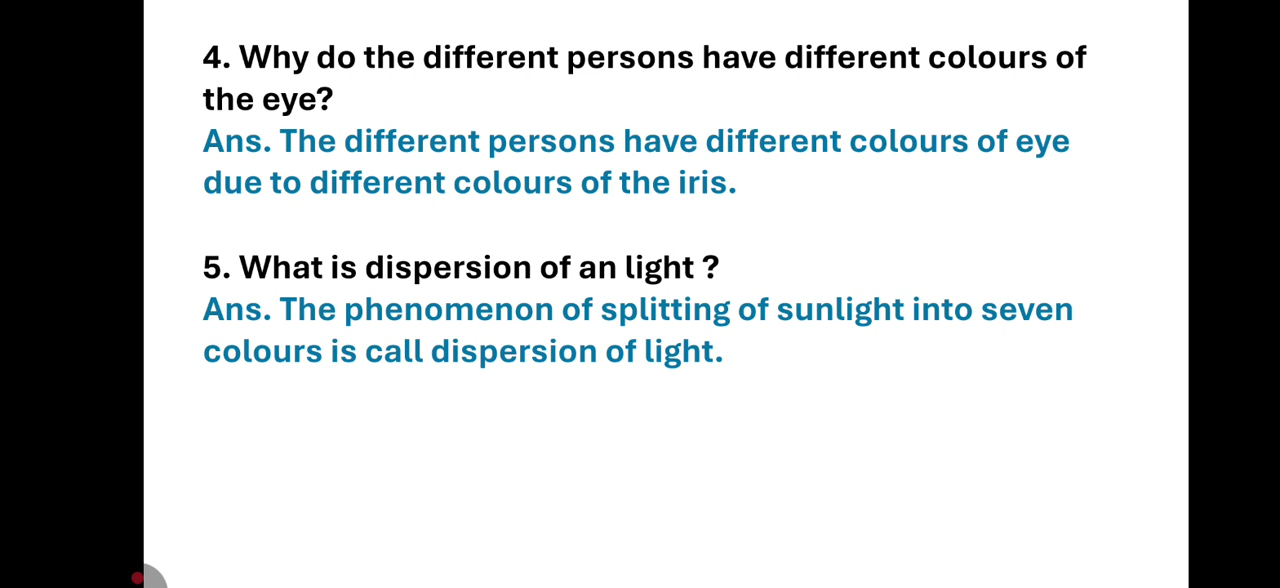 4. Why do the different persons have different colours of
the eye?
Ans. The different persons have different colours of eye
due to different colours of the iris.
5. What is dispersion of an light ?
Ans. The phenomenon of splitting of sunlight into seven
colours is call dispersion of light.